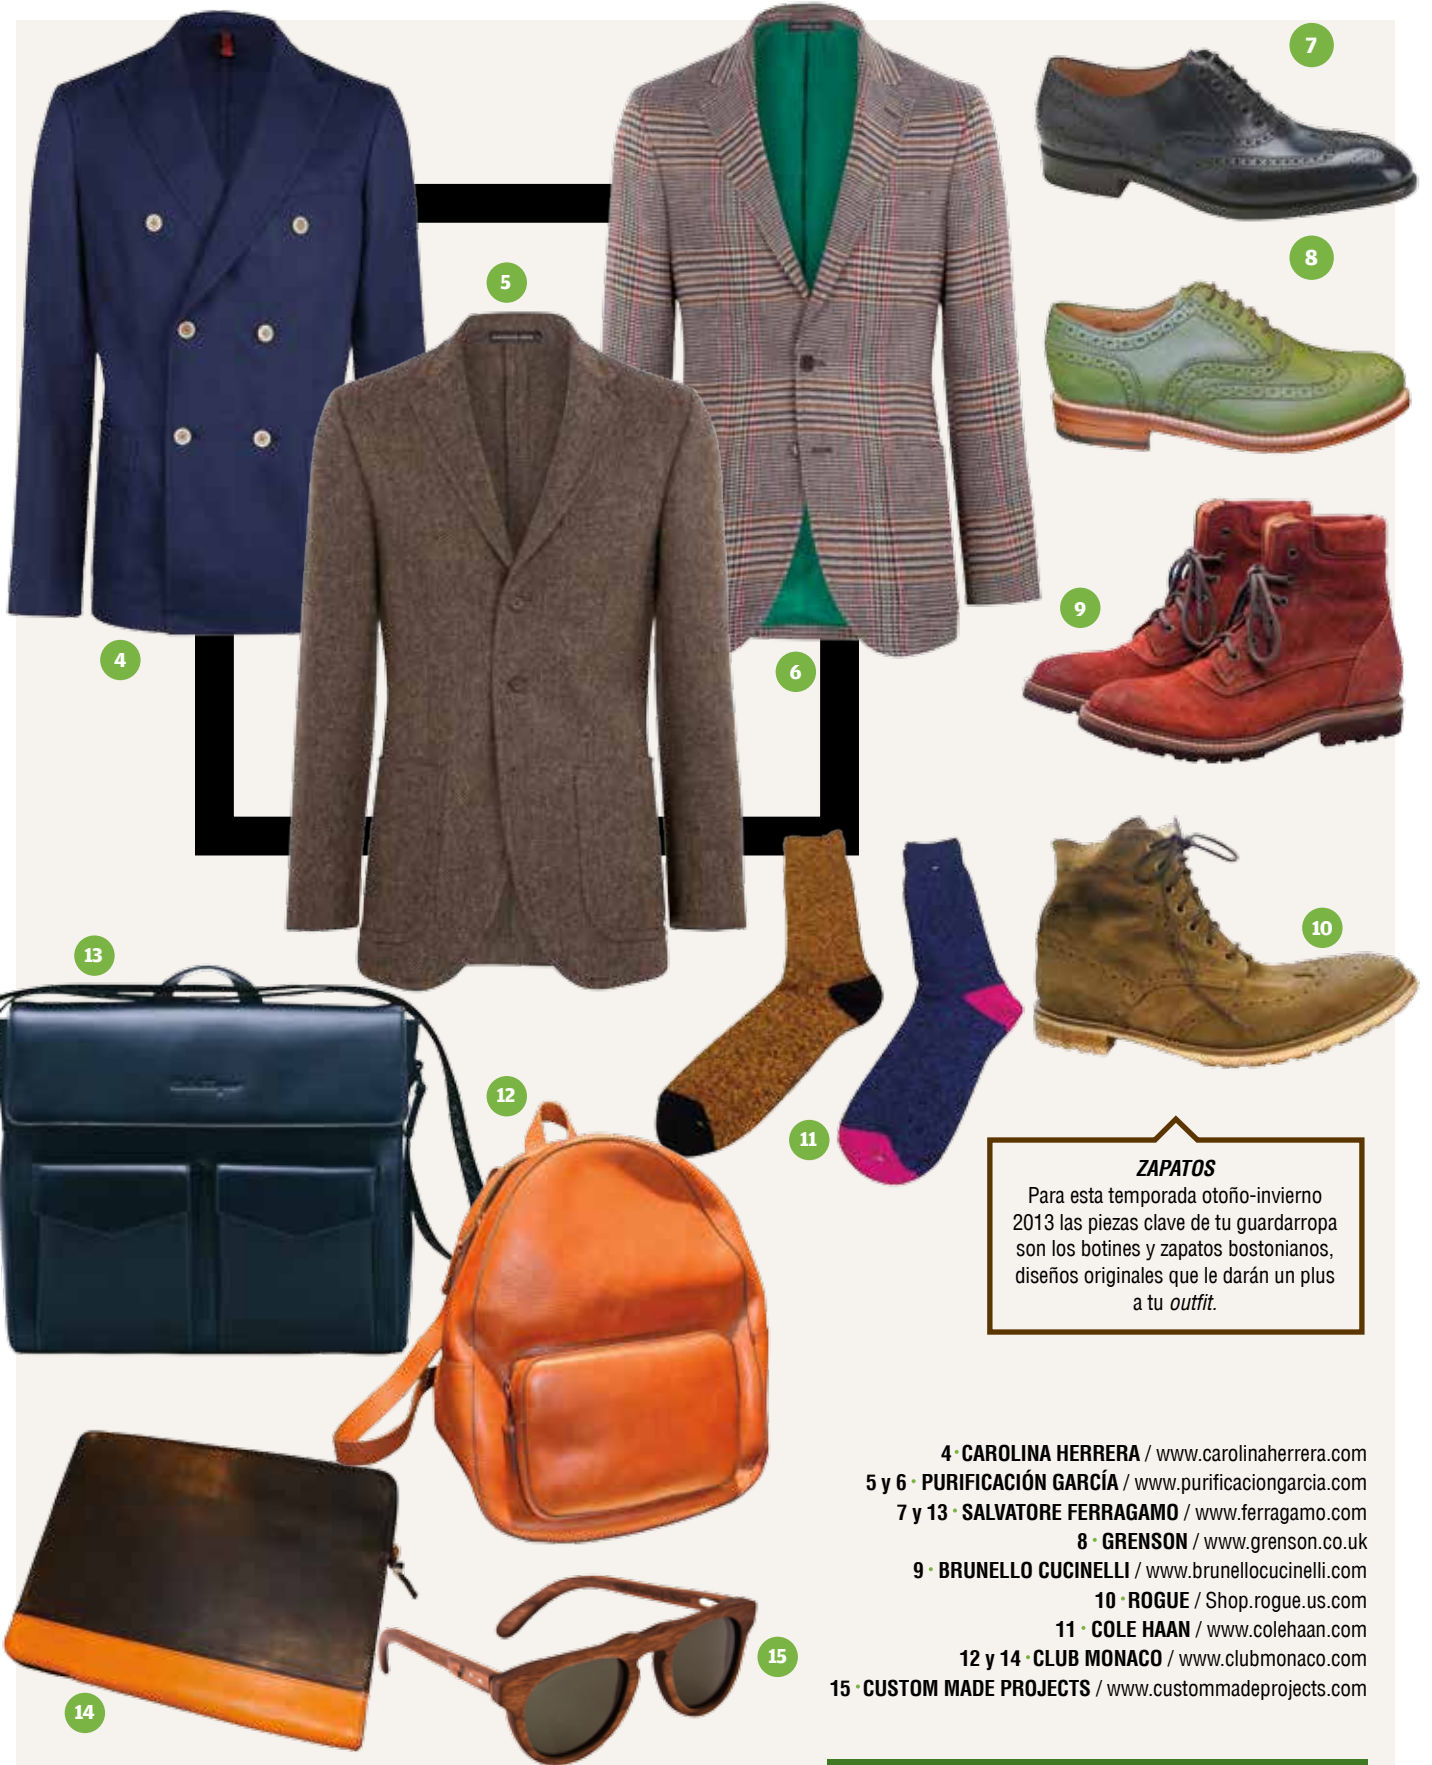 7
8
5
9
4
6
10
13
12
11
ZAPATOS
Para esta temporada otoño-invierno
2013 las piezas clave de tu guardarropa
son los botines y zapatos bostonianos,
diseños originales que le darán un plus
a tu outfit.
4 · CAROLINA HERRERA / www.carolinaherrera.com
5 y 6 · PURIFICACIÓN GARCÍA / www.purificaciongarcia.com
7 y 13 · SALVATORE FERRAGAMO / www.ferragamo.com
8 · GRENSON / www.grenson.co.uk
9 · BRUNELLO CUCINELLI / www.brunellocucinelli.com
10 · ROGUE / Shop.rogue.us.com
11 · COLE HAAN / www.colehaan.com
12 y 14 · CLUB MONACO / www.clubmonaco.com
15 · CUSTOM MADE PROJECTS / www.custommadeprojects.com
15
14